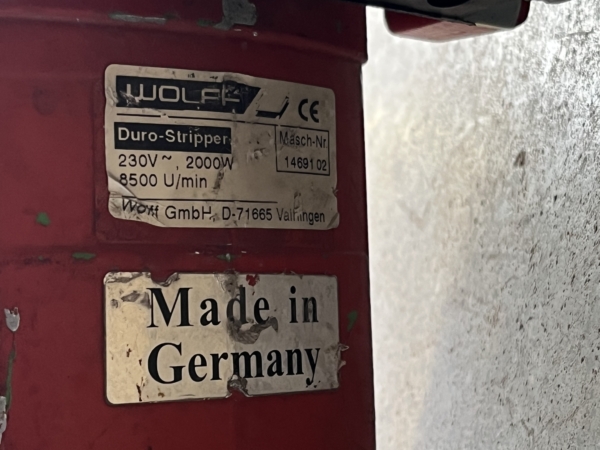 WOLFF CE
Duro-Stripper Masch-Nr.
230V ~, 2000W 1469102
8500 U/min
Wolff GmbH, D-71665 Vaihingen
Made in
Germany